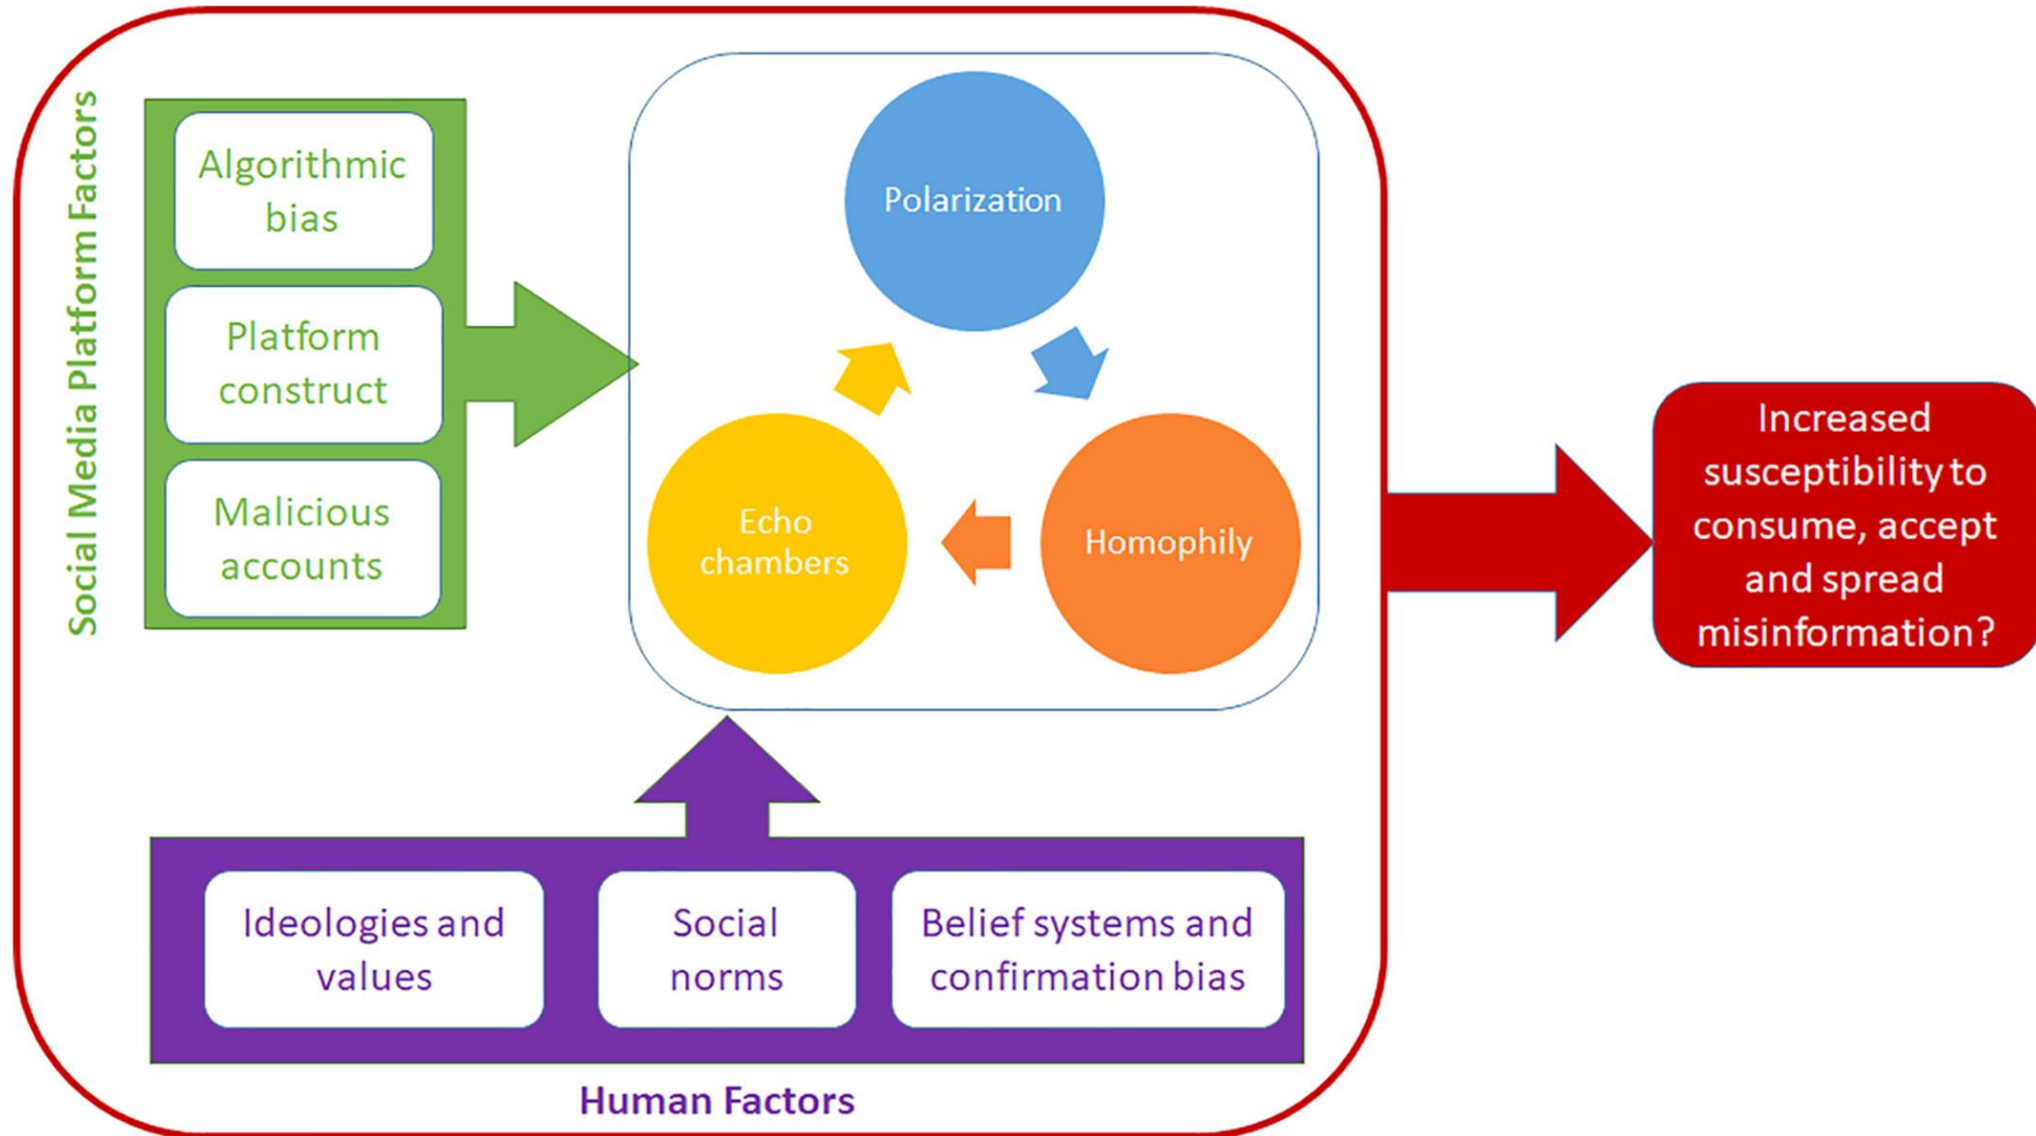 Social Media Platform Factors
Algorithmic
bias
Platform
construct
Malicious
accounts
Polarization
Echo
chambers
Homophily
Increased
susceptibility to
consume, accept
and spread
misinformation?
Ideologies and
values
Social
norms
Belief systems and
confirmation bias
Human Factors